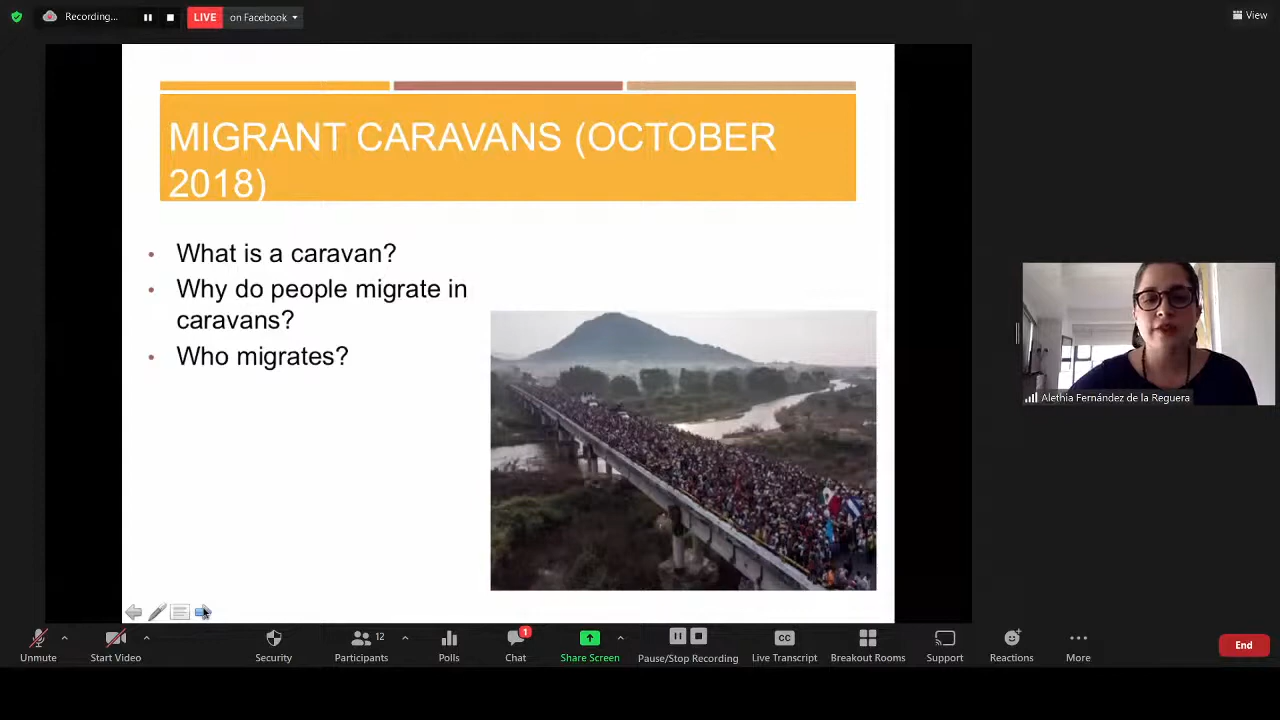 Recording...
LIVE
on Facebook
View
MIGRANT CARAVANS (OCTOBER
2018)
• What is a caravan?
• Why do people migrate in
caravans?
• Who migrates?
Alethia Fernández de la Reguera
12
1
CC
Unmute
Start Video
Security
Participants
Polls
Chat
Share Screen
Pause/Stop Recording
Live Transcript
Breakout Rooms
Support
Reactions
More
End